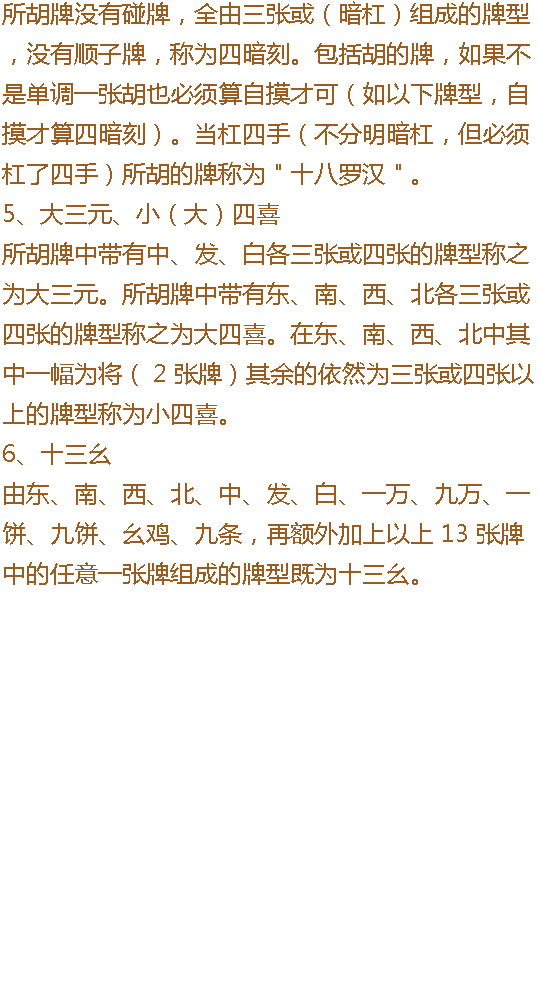 所胡牌没有碰牌，全由三张或（暗杠）组成的牌型
，没有顺子牌，称为四暗刻。包括胡的牌，如果不
是单调一张胡也必须算自摸才可（如以下牌型，自
摸才算四暗刻）。当杠四手（不分明暗杠，但必须
杠了四手）所胡的牌称为＂十八罗汉＂。
5、大三元、小（大）四喜
所胡牌中带有中、发、白各三张或四张的牌型称之
为大三元。所胡牌中带有东、南、西、北各三张或
四张的牌型称之为大四喜。在东、南、西、北中其
中一幅为将（ 2 张牌）其余的依然为三张或四张以
上的牌型称为小四喜。
6、十三幺
由东、南、西、北、中、发、白、一万、九万、一
饼、九饼、幺鸡、九条，再额外加上以上 13 张牌
中的任意一张牌组成的牌型既为十三幺。